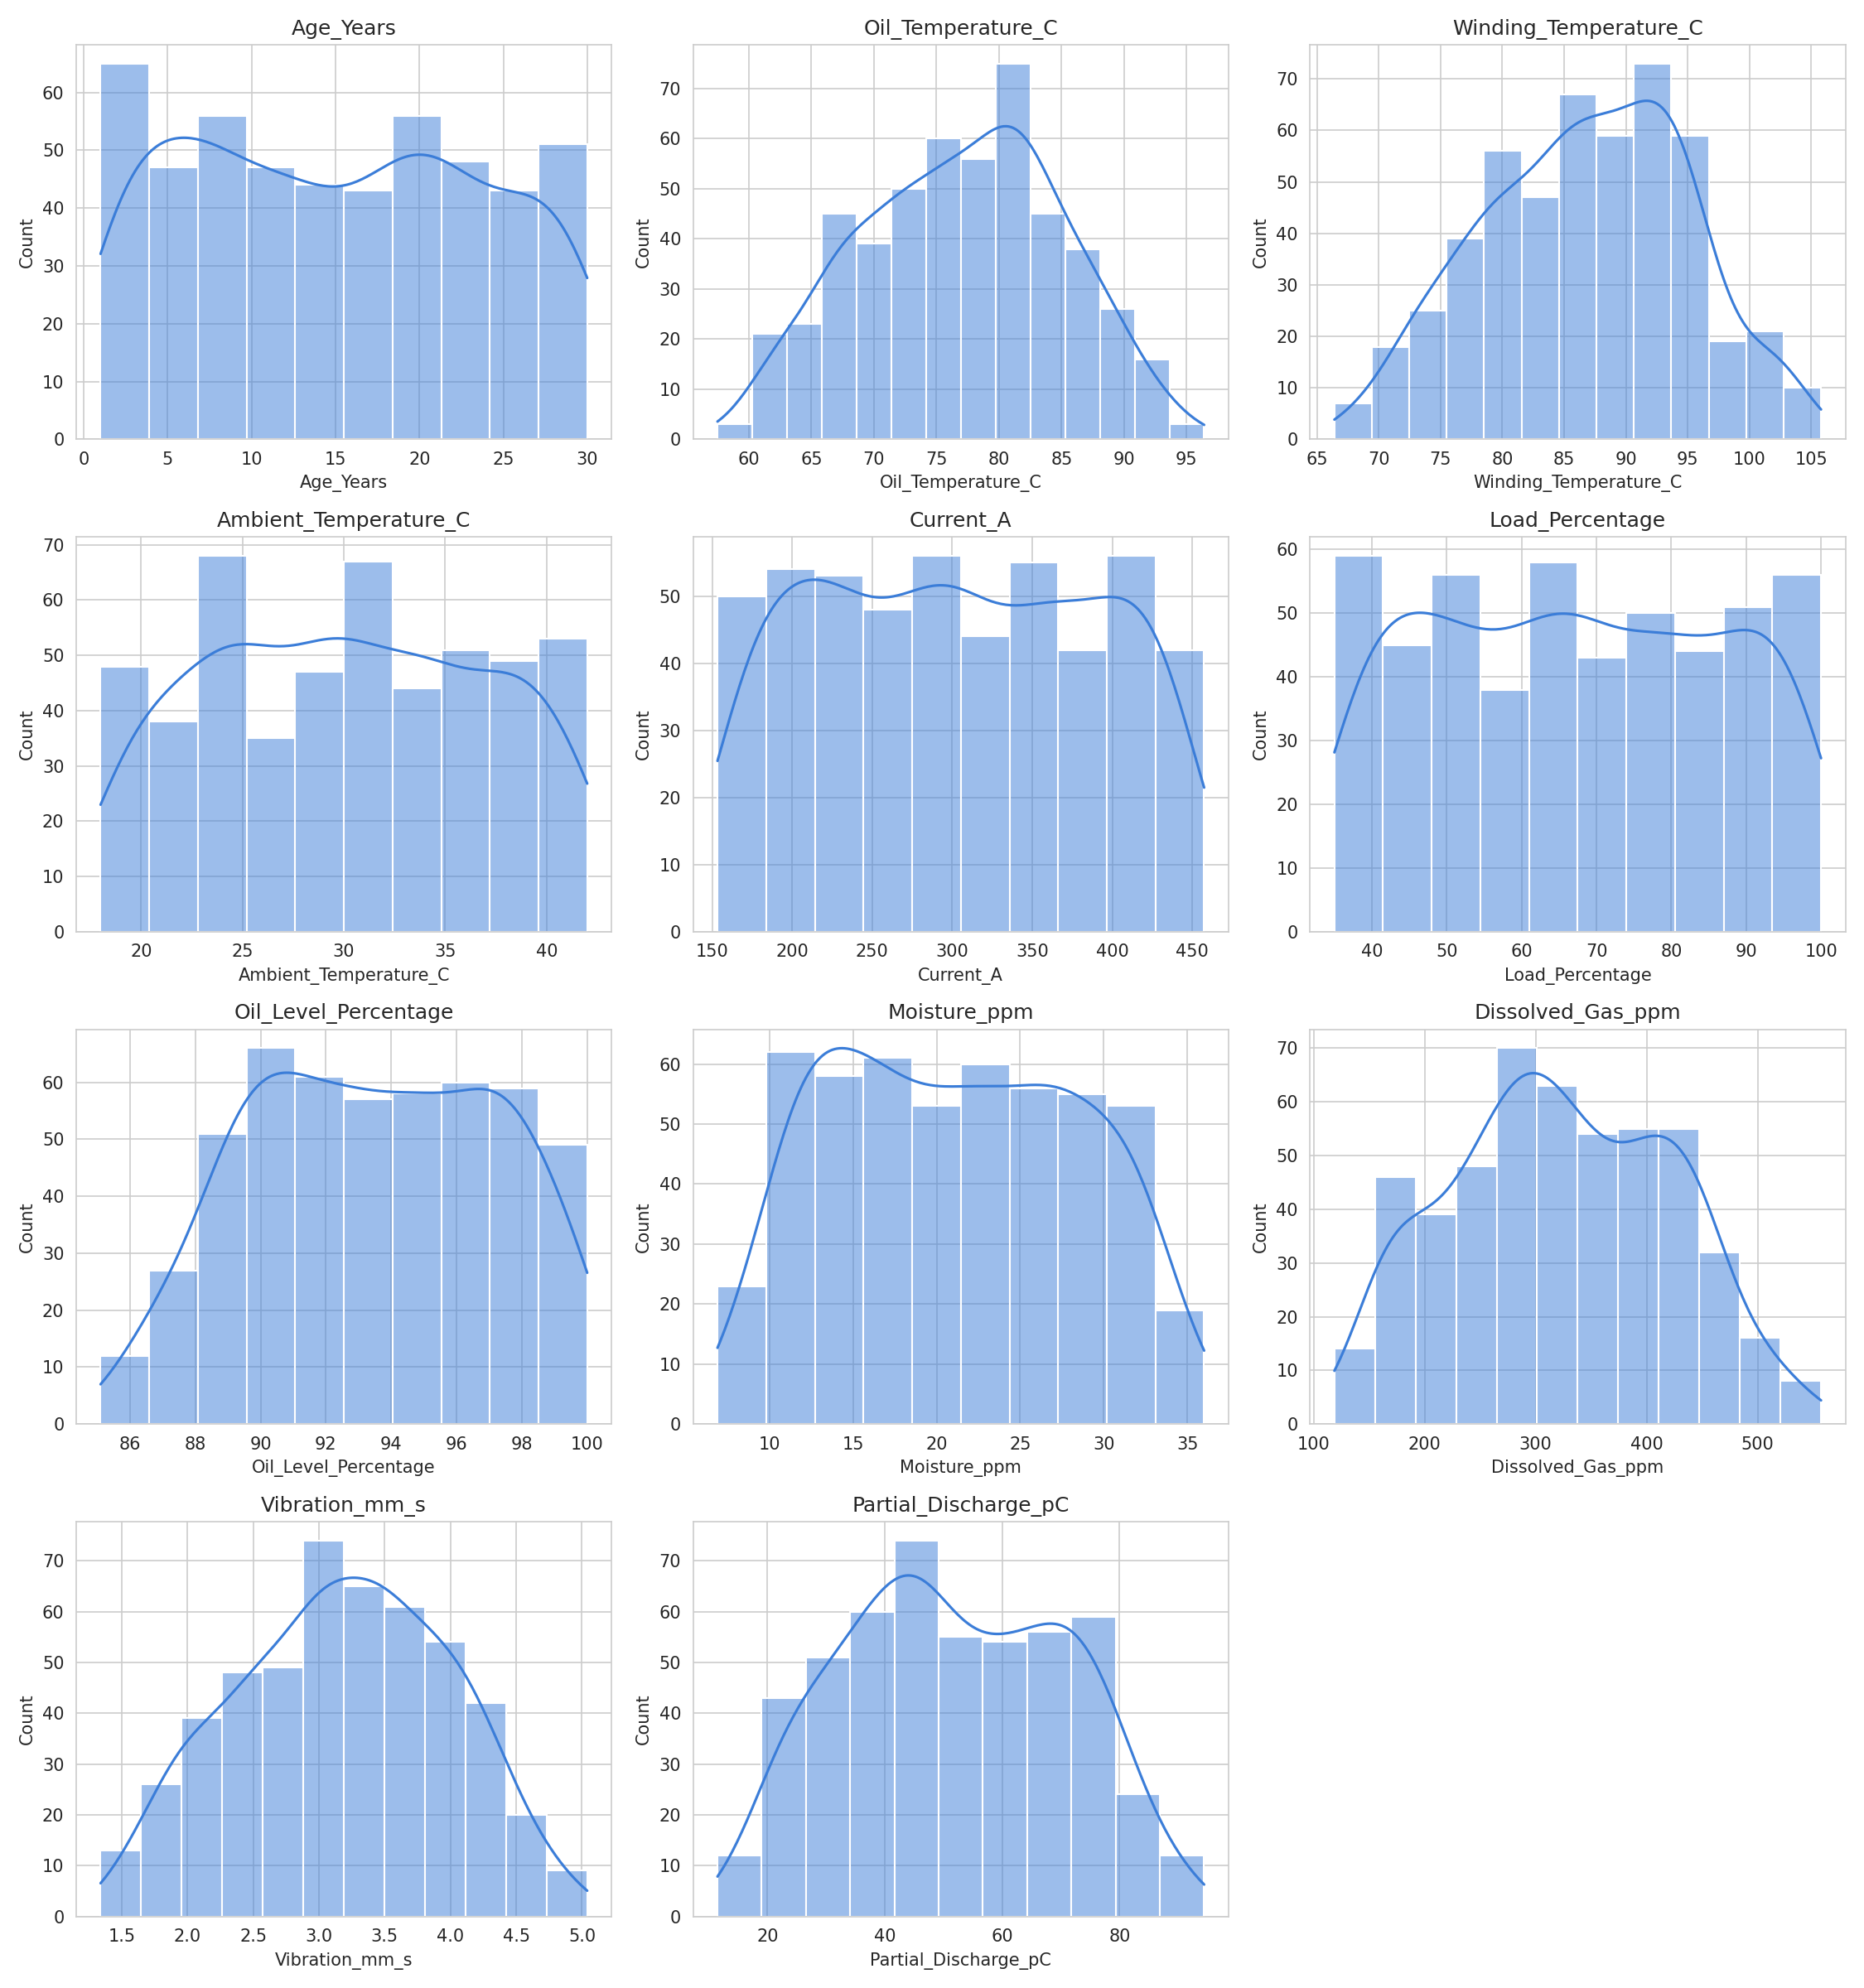 Age_Years
Oil_Temperature_C
Winding_Temperature_C
Count
60
50
40
30
20
10
0
0 5 10 15 20 25 30
Age_Years
Count
70
60
50
40
30
20
10
0
60 65 70 75 80 85 90 95
Oil_Temperature_C
Count
70
60
50
40
30
20
10
0
65 70 75 80 85 90 95 100 105
Winding_Temperature_C
Ambient_Temperature_C
Current_A
Load_Percentage
Count
70
60
50
40
30
20
10
0
20 25 30 35 40
Ambient_Temperature_C
Count
50
40
30
20
10
0
150 200 250 300 350 400 450
Current_A
Count
60
50
40
30
20
10
0
40 50 60 70 80 90 100
Load_Percentage
Oil_Level_Percentage
Moisture_ppm
Dissolved_Gas_ppm
Count
60
50
40
30
20
10
0
86 88 90 92 94 96 98 100
Oil_Level_Percentage
Count
60
50
40
30
20
10
0
10 15 20 25 30 35
Moisture_ppm
Count
70
60
50
40
30
20
10
0
100 200 300 400 500
Dissolved_Gas_ppm
Vibration_mm_s
Partial_Discharge_pC
Count
70
60
50
40
30
20
10
0
1.5 2.0 2.5 3.0 3.5 4.0 4.5 5.0
Vibration_mm_s
Count
70
60
50
40
30
20
10
0
20 40 60 80
Partial_Discharge_pC